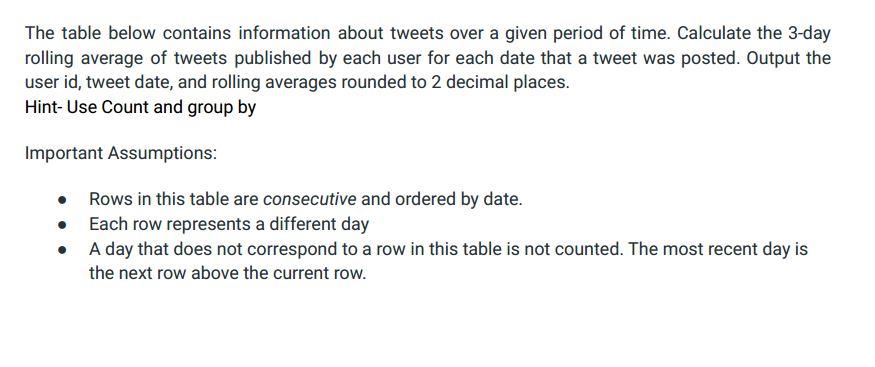 The table below contains information about tweets over a given period of time. Calculate the 3-day
rolling average of tweets published by each user for each date that a tweet was posted. Output the
user id, tweet date, and rolling averages rounded to 2 decimal places.
Hint- Use Count and group by
Important Assumptions:
● Rows in this table are consecutive and ordered by date.
● Each row represents a different day
● A day that does not correspond to a row in this table is not counted. The most recent day is
the next row above the current row.